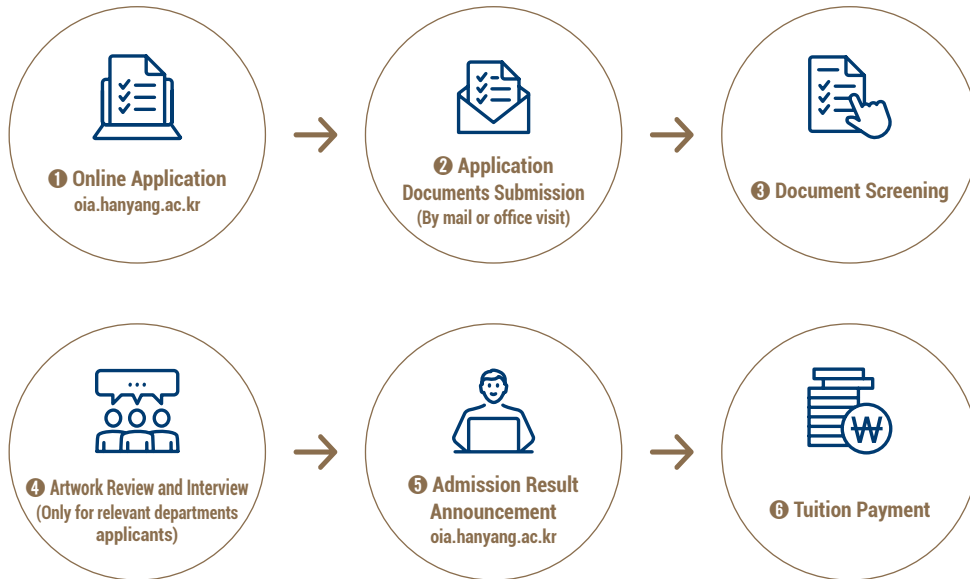 ❶ Online Application
oia.hanyang.ac.kr
❷ Application
Documents Submission
(By mail or office visit)
❸ Document Screening
❹ Artwork Review and Interview
(Only for relevant departments
applicants)
❺ Admission Result
Announcement
oia.hanyang.ac.kr
₩
❻ Tuition Payment